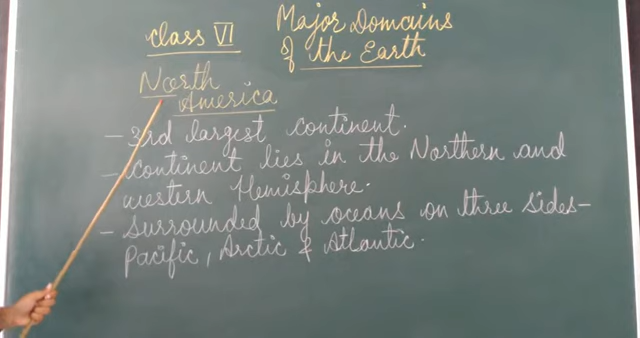 Class VI
Major Domains
of the Earth
North
America
- 3rd largest continent.
- Continent lies in the Northern and
western Hemisphere.
- Surrounded by oceans on three sides-
Pacific, Arctic & Atlantic.